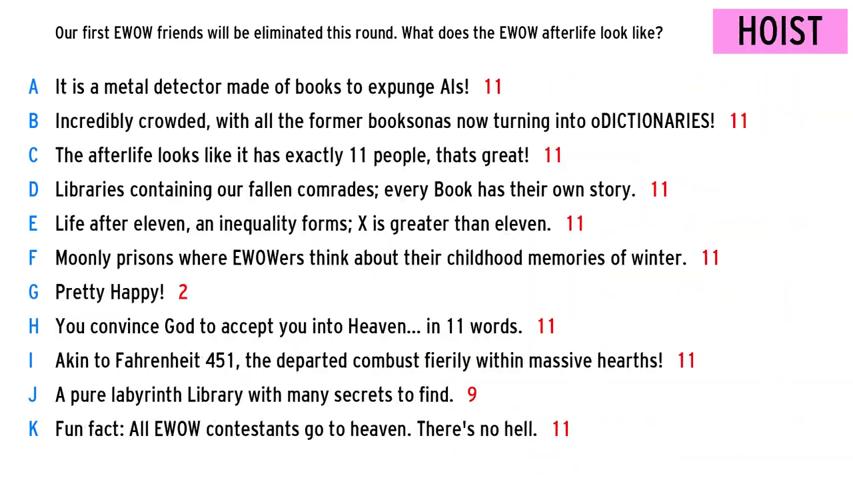 Our first EWOW friends will be eliminated this round. What does the EWOW afterlife look like?
HOIST
A It is a metal detector made of books to expunge AIs! 11
B Incredibly crowded, with all the former booksonas now turning into oDICTIONARIES! 11
C The afterlife looks like it has exactly 11 people, thats great! 11
D Libraries containing our fallen comrades; every Book has their own story. 11
E Life after eleven, an inequality forms; X is greater than eleven. 11
F Moonly prisons where EWOWers think about their childhood memories of winter. 11
G Pretty Happy! 2
H You convince God to accept you into Heaven... in 11 words. 11
I Akin to Fahrenheit 451, the departed combust fierily within massive hearths! 11
J A pure labyrinth Library with many secrets to find. 9
K Fun fact: All EWOW contestants go to heaven. There's no hell. 11